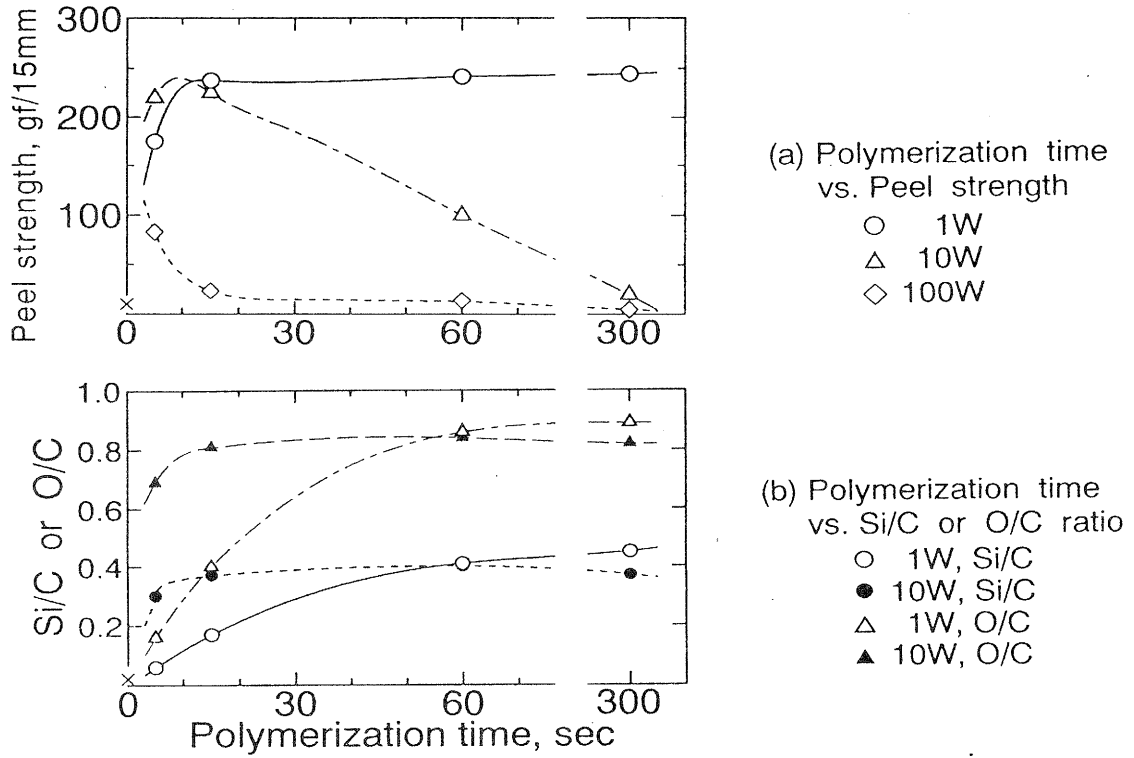 Peel strength, gf/15mm
300
200
100
0 30 60 300
(a) Polymerization time
vs. Peel strength
1W
10W
100W
Si/C or O/C
1.0
0.8
0.6
0.4
0.2
0 30 60 300
Polymerization time, sec
(b) Polymerization time
vs. Si/C or O/C ratio
1W, Si/C
10W, Si/C
1W, O/C
10W, O/C